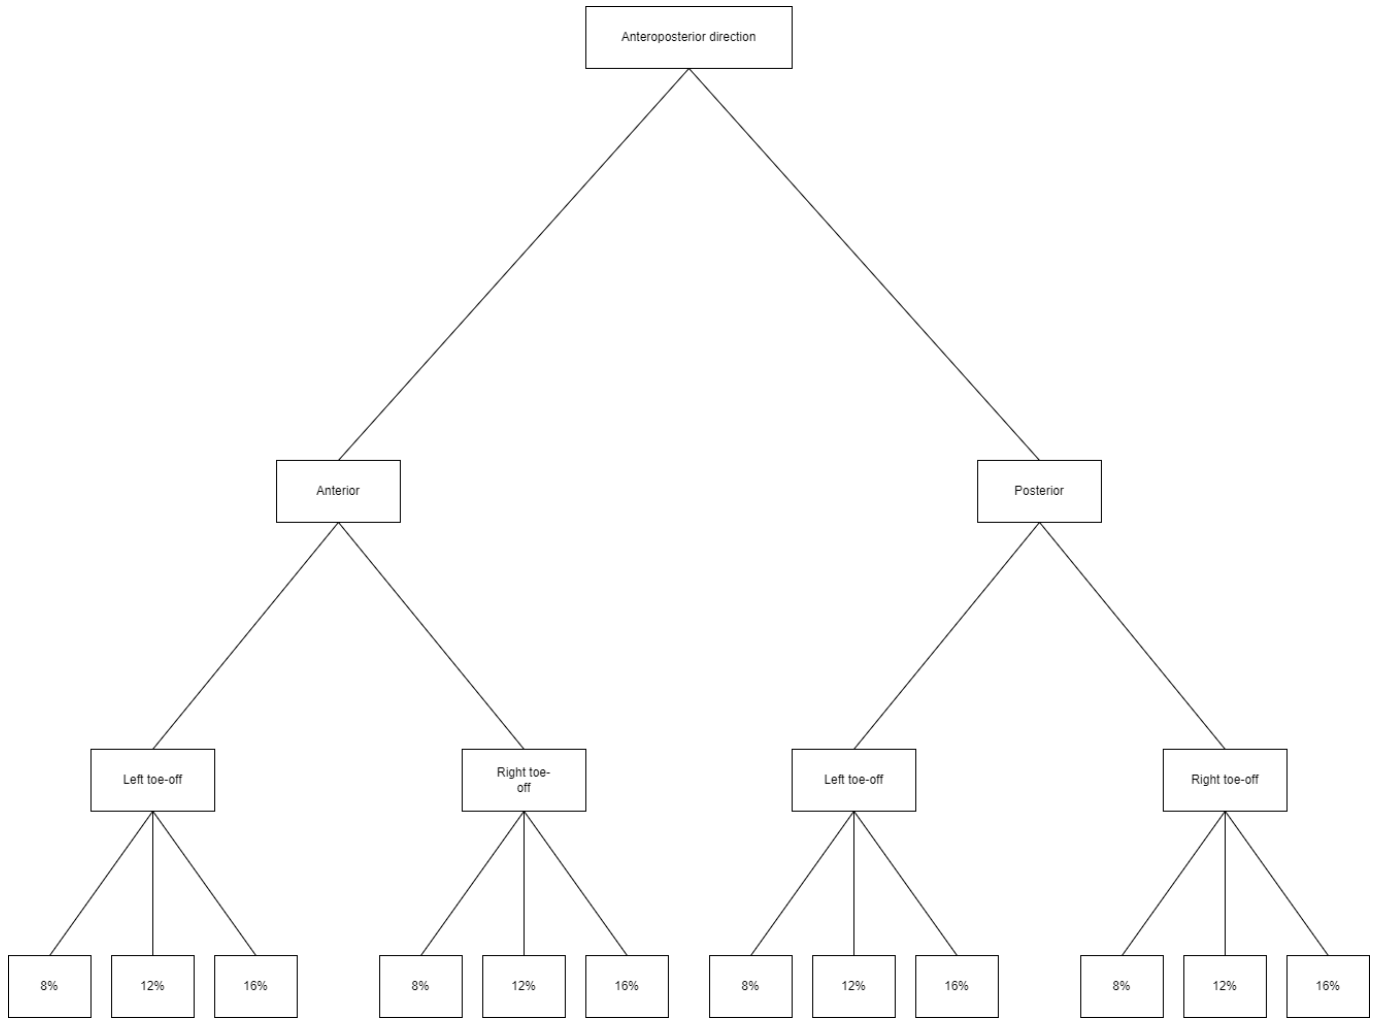 Anteroposterior direction
Anterior
Posterior
Left toe-off
Right toe-
off
Left toe-off
Right toe-off
8%
12%
16%
8%
12%
16%
8%
12%
16%
8%
12%
16%